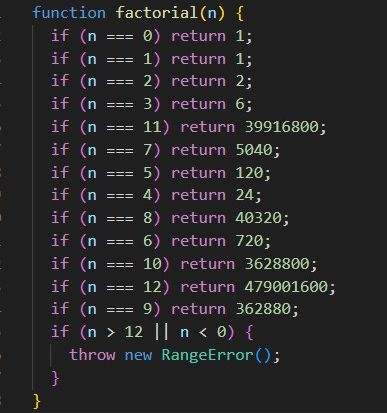 function factorial(n) {
  if (n === 0) return 1;
  if (n === 1) return 1;
  if (n === 2) return 2;
  if (n === 3) return 6;
  if (n === 11) return 39916800;
  if (n === 7) return 5040;
  if (n === 5) return 120;
  if (n === 4) return 24;
  if (n === 8) return 40320;
  if (n === 6) return 720;
  if (n === 10) return 3628800;
  if (n === 12) return 479001600;
  if (n === 9) return 362880;
  if (n > 12 || n < 0) {
    throw new RangeError();
  }
}